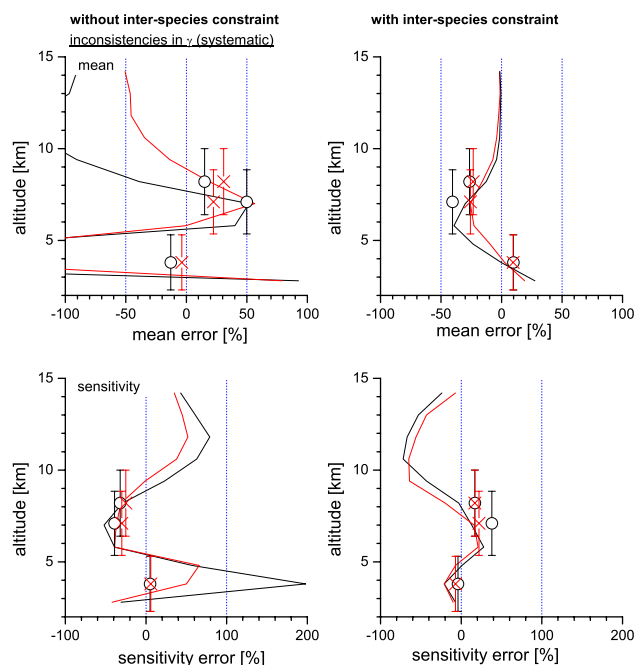 without inter-species constraint
with inter-species constraint
inconsistencies in γ (systematic)
mean
15
10
5
altitude [km]
-100 -50 0 50 100
mean error [%]
15
10
5
altitude [km]
-100 -50 0 50 100
mean error [%]
sensitivity
15
10
5
0
altitude [km]
-100 0 100 200
sensitivity error [%]
15
10
5
0
altitude [km]
-100 0 100 200
sensitivity error [%]